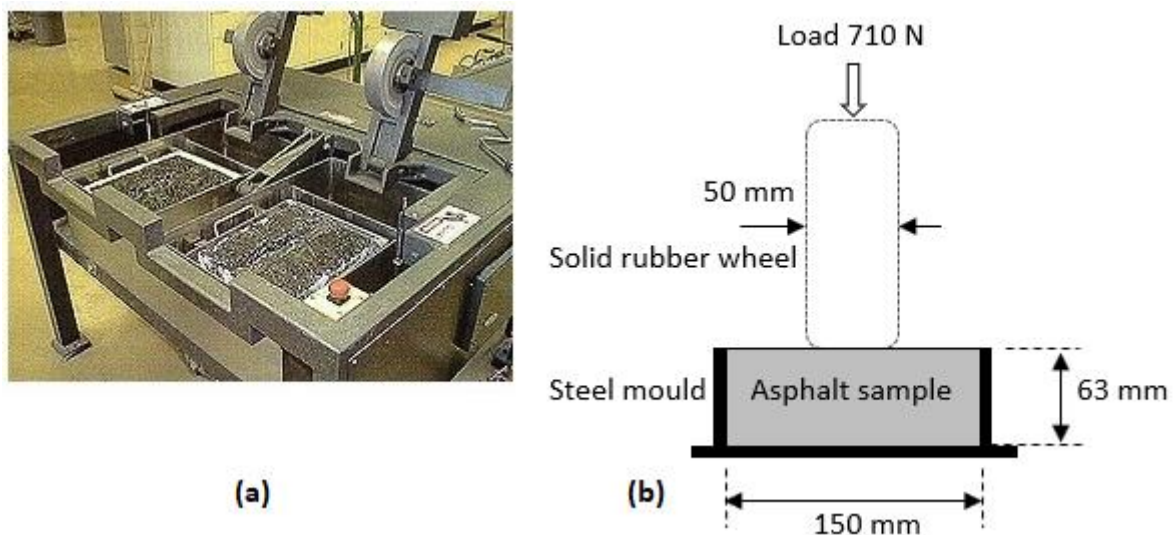 Load 710 N
50 mm
Solid rubber wheel
Steel mould
Asphalt sample
63 mm
150 mm
(a)
(b)